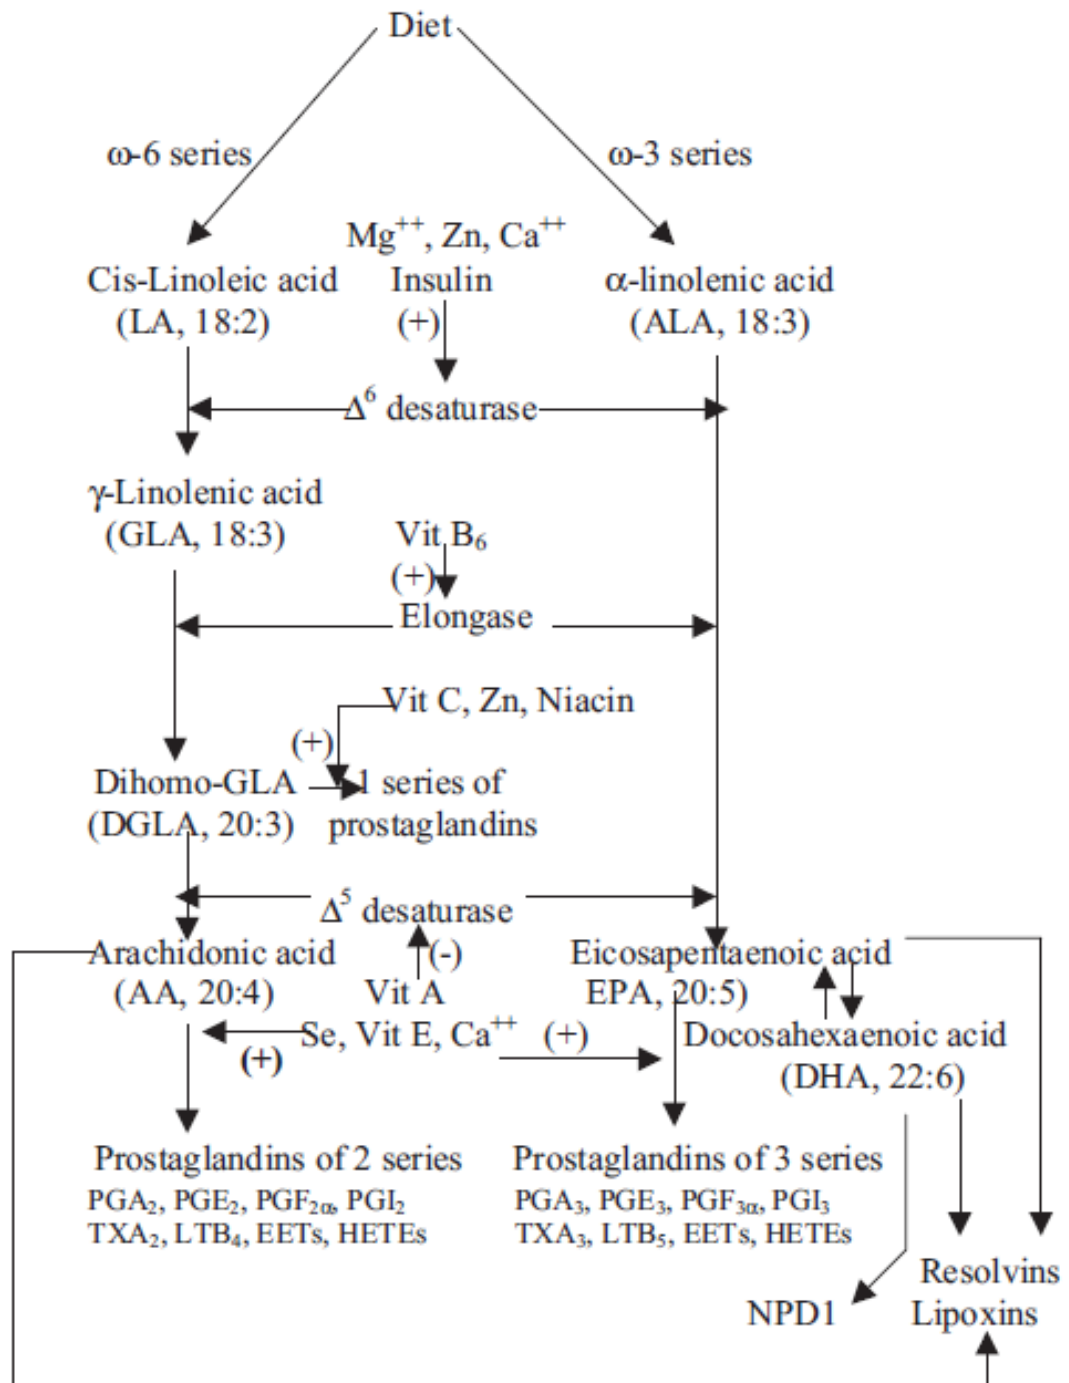 Diet
ω-6 series
ω-3 series
Mg⁺⁺, Zn, Ca⁺⁺
Cis-Linoleic acid
Insulin
α-linolenic acid
(LA, 18:2)
(+)
(ALA, 18:3)
Δ⁶ desaturase
γ-Linolenic acid
(GLA, 18:3)
Vit B₆
(+)
Elongase
Vit C, Zn, Niacin
(+)
Dihomo-GLA
1 series of
(DGLA, 20:3)
prostaglandins
Δ⁵ desaturase
Arachidonic acid
(-)
Eicosapentaenoic acid
(AA, 20:4)
Vit A
EPA, 20:5)
Se, Vit E, Ca⁺⁺
(+)
(+)
Docosahexaenoic acid
(DHA, 22:6)
Prostaglandins of 2 series
PGA₂, PGE₂, PGF₂α, PGI₂
TXA₂, LTB₄, EETs, HETEs
Prostaglandins of 3 series
PGA₃, PGE₃, PGF₃α, PGI₃
TXA₃, LTB₅, EETs, HETEs
Resolvins
NPD1
Lipoxins